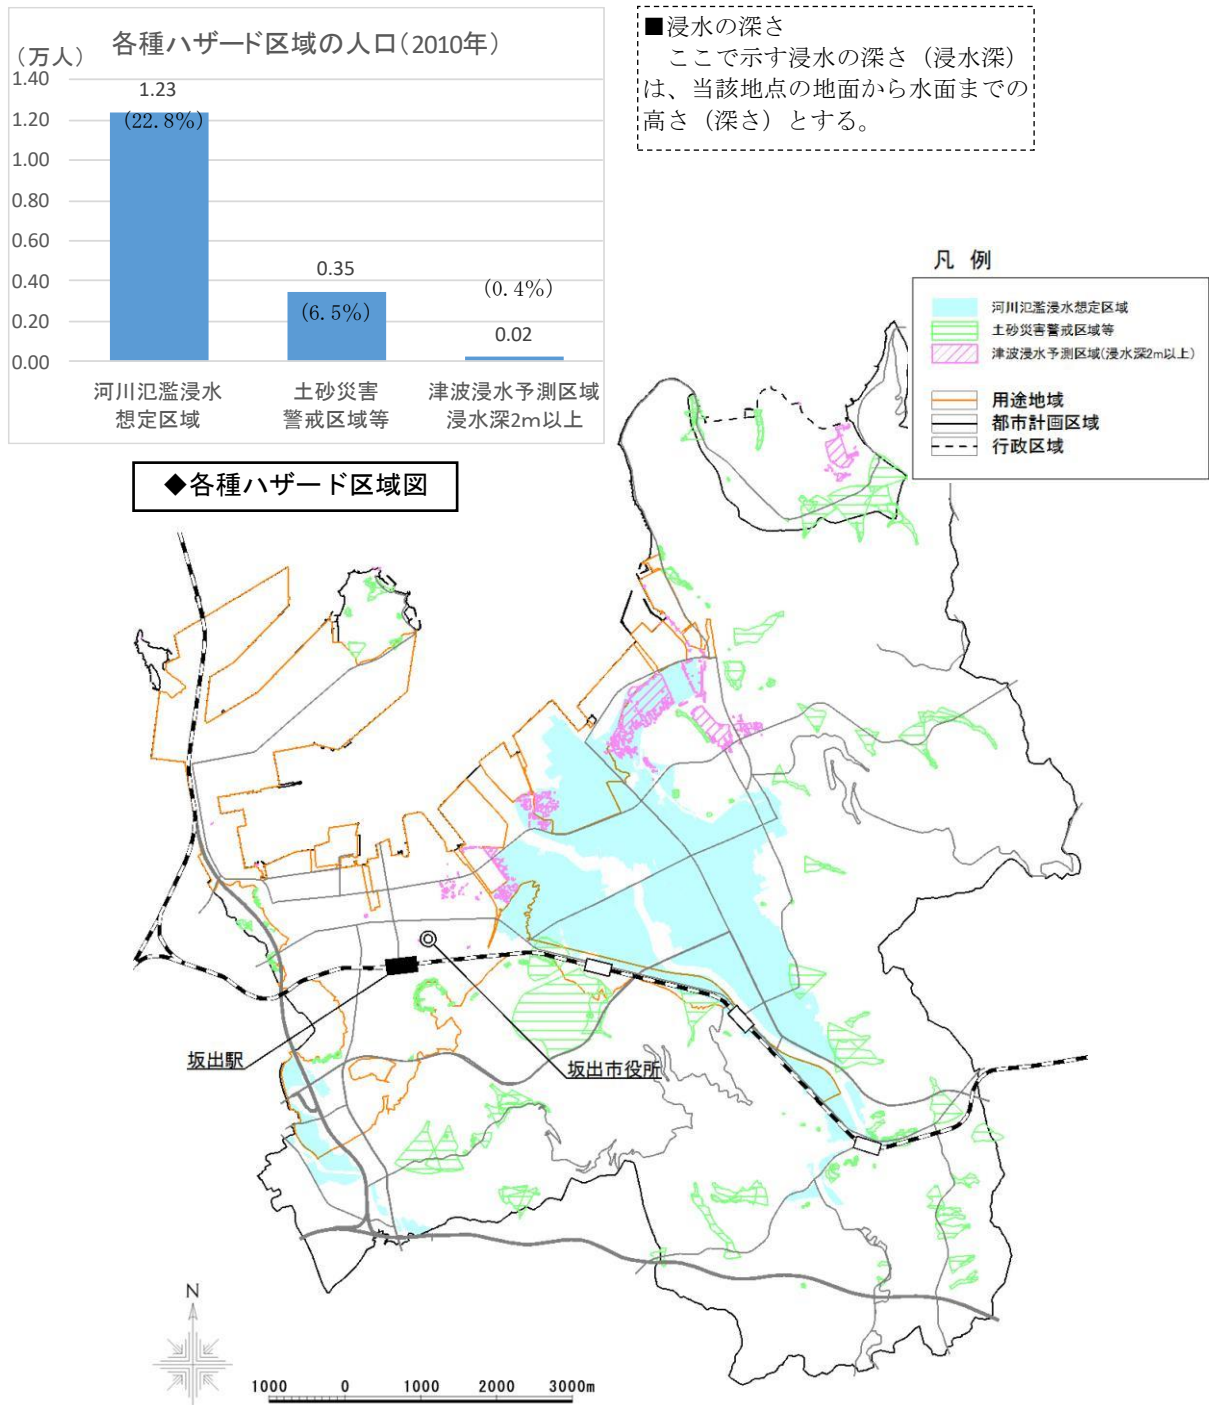 各種ハザード区域の人口(2010年)
(万人)
1.40
1.20
1.00
0.80
0.60
0.40
0.20
0.00
1.23
(22.8%)
0.35
(6.5%)
(0.4%)
0.02
河川氾濫浸水
想定区域
土砂災害
警戒区域等
津波浸水予測区域
浸水深2m以上
■浸水の深さ
ここで示す浸水の深さ（浸水深）
は、当該地点の地面から水面までの
高さ（深さ）とする。
◆各種ハザード区域図
凡 例
河川氾濫浸水想定区域
土砂災害警戒区域等
津波浸水予測区域(浸水深2m以上)
用途地域
都市計画区域
行政区域
坂出駅
坂出市役所
N
1000 0 1000 2000 3000m